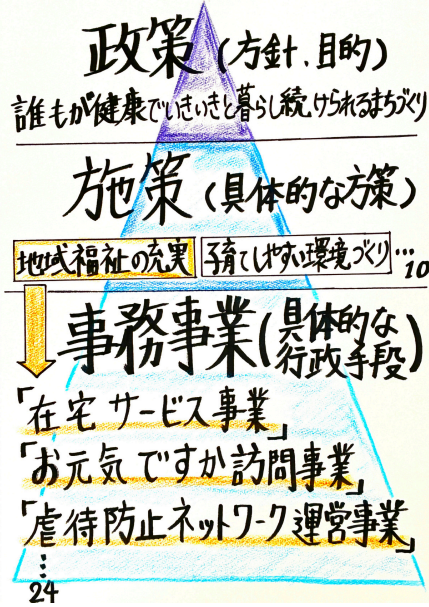 政策(方針、目的)
誰もが健康でいきいきと暮らし続けられるまちづくり
施策(具体的な方策)
地域福祉の充実 子育てしやすい環境づくり…10
事務事業(具体的な行政手段)
「在宅サービス事業」
「お元気ですか訪問事業」
「虐待防止ネットワーク運営事業」
⋮
24